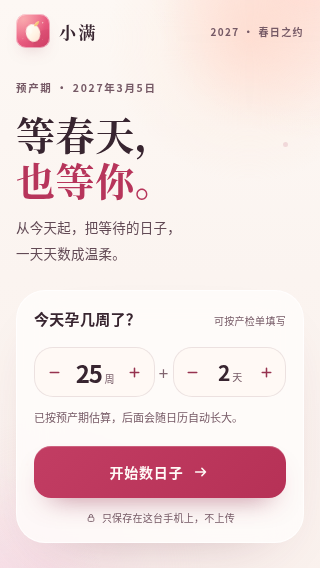 小满
2027 • 春日之约
预产期 • 2027年3月5日
等春天，
也等你。
从今天起，把等待的日子，
一天天数成温柔。
今天孕几周了?
可按产检单填写
− 25 周 + + − 2 天 +
已按预产期估算，后面会随日历自动长大。
开始数日子 →
只保存在这台手机上，不上传